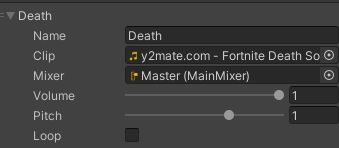 Death
Name Death
Clip y2mate.com - Fortnite Death So
Mixer Master (MainMixer)
Volume 1
Pitch 1
Loop